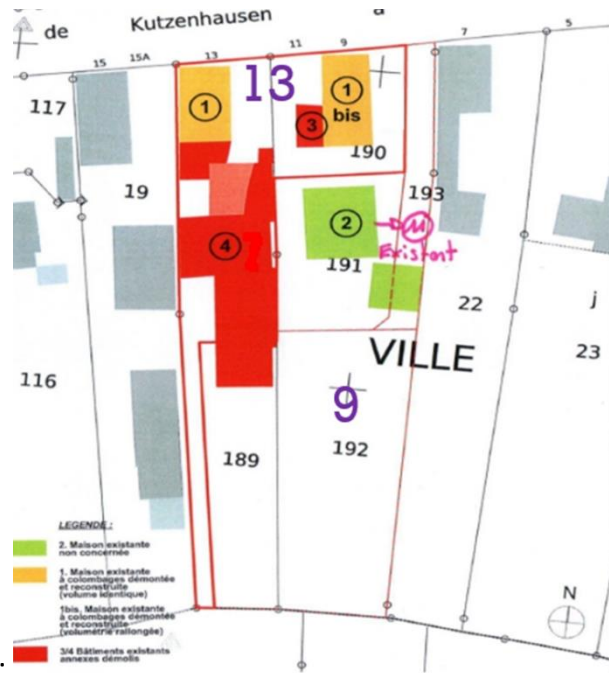 de
Kutzenhausen
a
15
15A
13
11
9
7
5
117
13
1
1
bis
3
190
19
193
2
M
Existant
4
191
22
j
VILLE
23
116
9
189
192
LEGENDE :
2. Maison existante
non concernée
1. Maison existante
à colombages démontée
et reconstruite
(volume identique)
1bis. Maison existante
à colombages démontée
et reconstruite
(volumétrie rallongée)
3/4 Bâtiments existants
annexes démolis
N